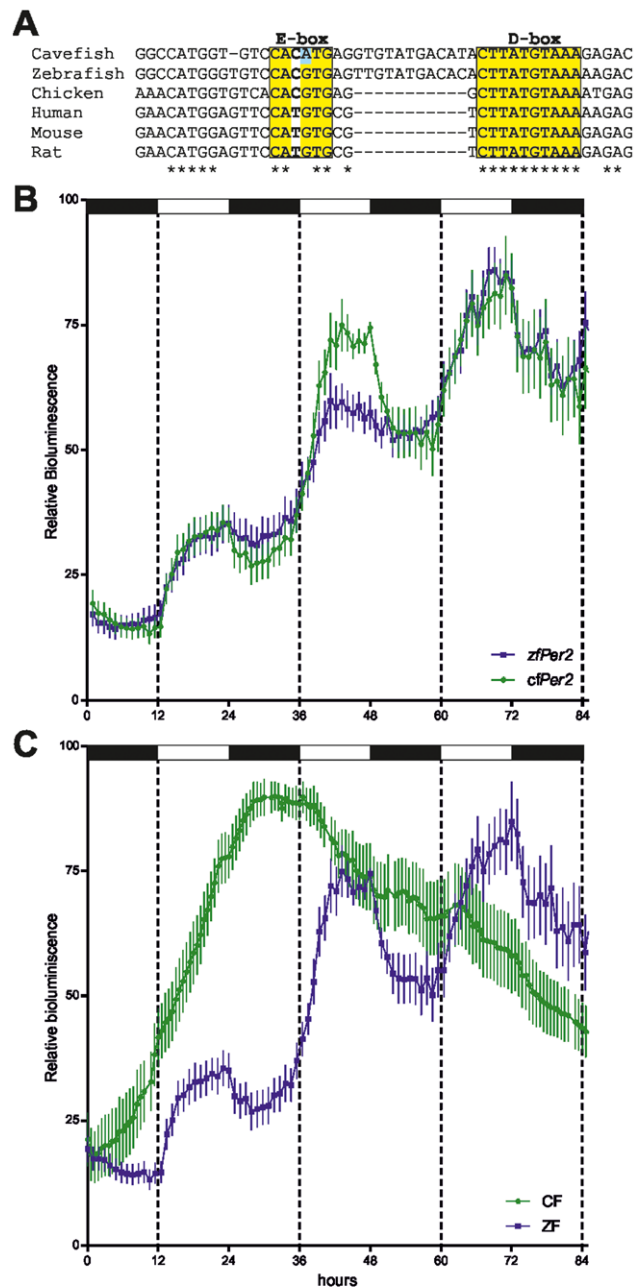 A
E-box D-box
Cavefish GGCCATGGT-GTCCACATGAGGTGTATGACATACTTATGTAAAGAGAC
Zebrafish GGCCATGGTGGTCCACGTGAGTTGTATGACACACTTATGTAAAAAGAC
Chicken AAACATGGTGTCACACGTGAG-----------GCTTATGTAAAATGAG
Human GAACATGGAGTTCCATGTGCG-----------TCTTATGTAAAAAGAG
Mouse GAACATGGAGTTCCATGTGCG-----------TCTTATGTAAAGAGAG
Rat GAACATGGAGTTCCATGTGCG-----------TCTTATGTAAAGAGAG
***** ** ** * ********** **
B
100
75
50
25
0
Relative Bioluminescence
zfPer2
cfPer2
0 12 24 36 48 60 72 84
C
100
75
50
25
0
Relative bioluminiscence
CF
ZF
0 12 24 36 48 60 72 84
hours